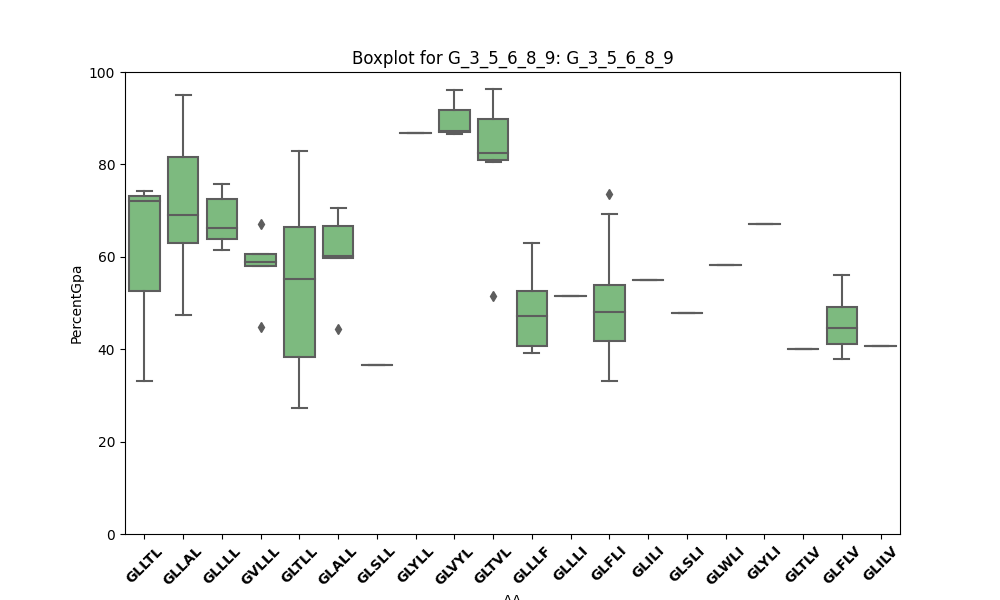 Boxplot for G_3_5_6_8_9: G_3_5_6_8_9
100
80
60
40
20
0
PercentGpa
GLLTL GLLAL GLLLL GVLLL GLTLL GLALL GLSLL GLYLL GLVYL GLTVL GLLLF GLLLI GLFLI GLILI GLSLI GLWLI GLYLI GLTLV GLFLV GLILV
AA